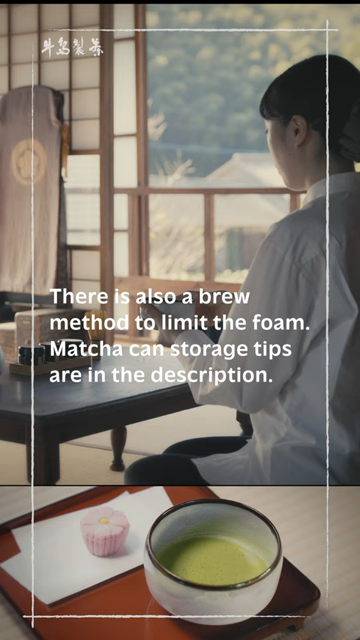 There is also a brew
method to limit the foam.
Matcha can storage tips
are in the description.